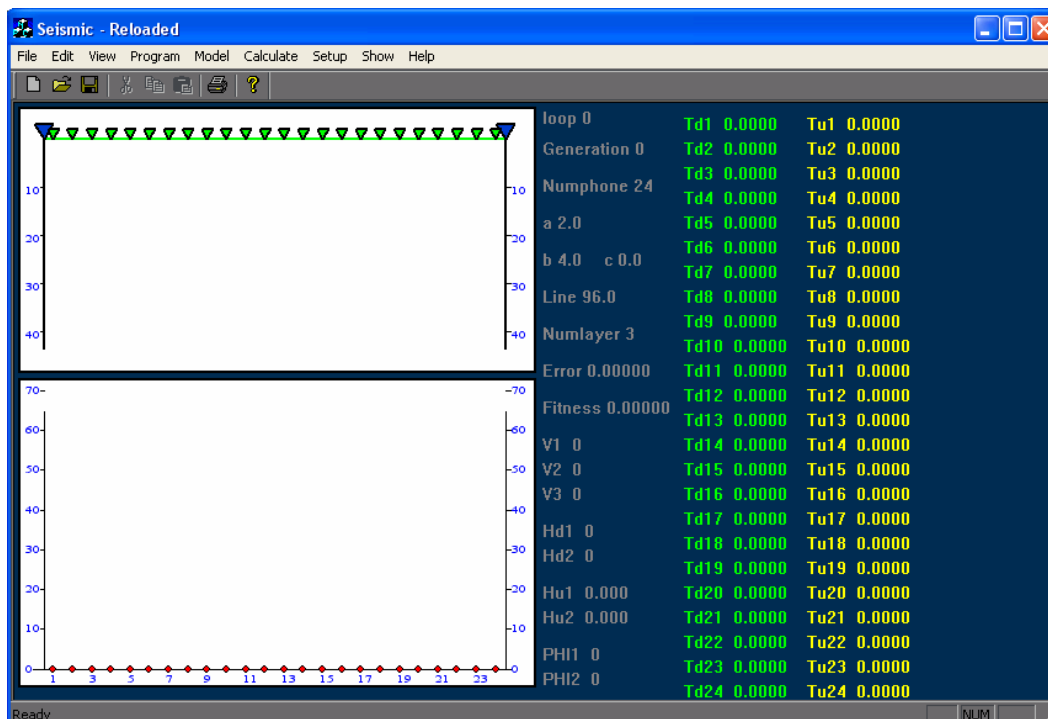 Seismic - Reloaded
File Edit View Program Model Calculate Setup Show Help
10 10
20 20
30 30
40 40
70 70
60 60
50 50
40 40
30 30
20 20
10 10
0 0
1 3 5 7 9 11 13 15 17 19 21 23
loop 0
Generation 0
Numphone 24
a 2.0
b 4.0 c 0.0
Line 96.0
Numlayer 3
Error 0.00000
Fitness 0.00000
V1 0
V2 0
V3 0
Hd1 0
Hd2 0
Hu1 0.000
Hu2 0.000
PHI1 0
PHI2 0
Td1 0.0000 Tu1 0.0000
Td2 0.0000 Tu2 0.0000
Td3 0.0000 Tu3 0.0000
Td4 0.0000 Tu4 0.0000
Td5 0.0000 Tu5 0.0000
Td6 0.0000 Tu6 0.0000
Td7 0.0000 Tu7 0.0000
Td8 0.0000 Tu8 0.0000
Td9 0.0000 Tu9 0.0000
Td10 0.0000 Tu10 0.0000
Td11 0.0000 Tu11 0.0000
Td12 0.0000 Tu12 0.0000
Td13 0.0000 Tu13 0.0000
Td14 0.0000 Tu14 0.0000
Td15 0.0000 Tu15 0.0000
Td16 0.0000 Tu16 0.0000
Td17 0.0000 Tu17 0.0000
Td18 0.0000 Tu18 0.0000
Td19 0.0000 Tu19 0.0000
Td20 0.0000 Tu20 0.0000
Td21 0.0000 Tu21 0.0000
Td22 0.0000 Tu22 0.0000
Td23 0.0000 Tu23 0.0000
Td24 0.0000 Tu24 0.0000
Ready NUM